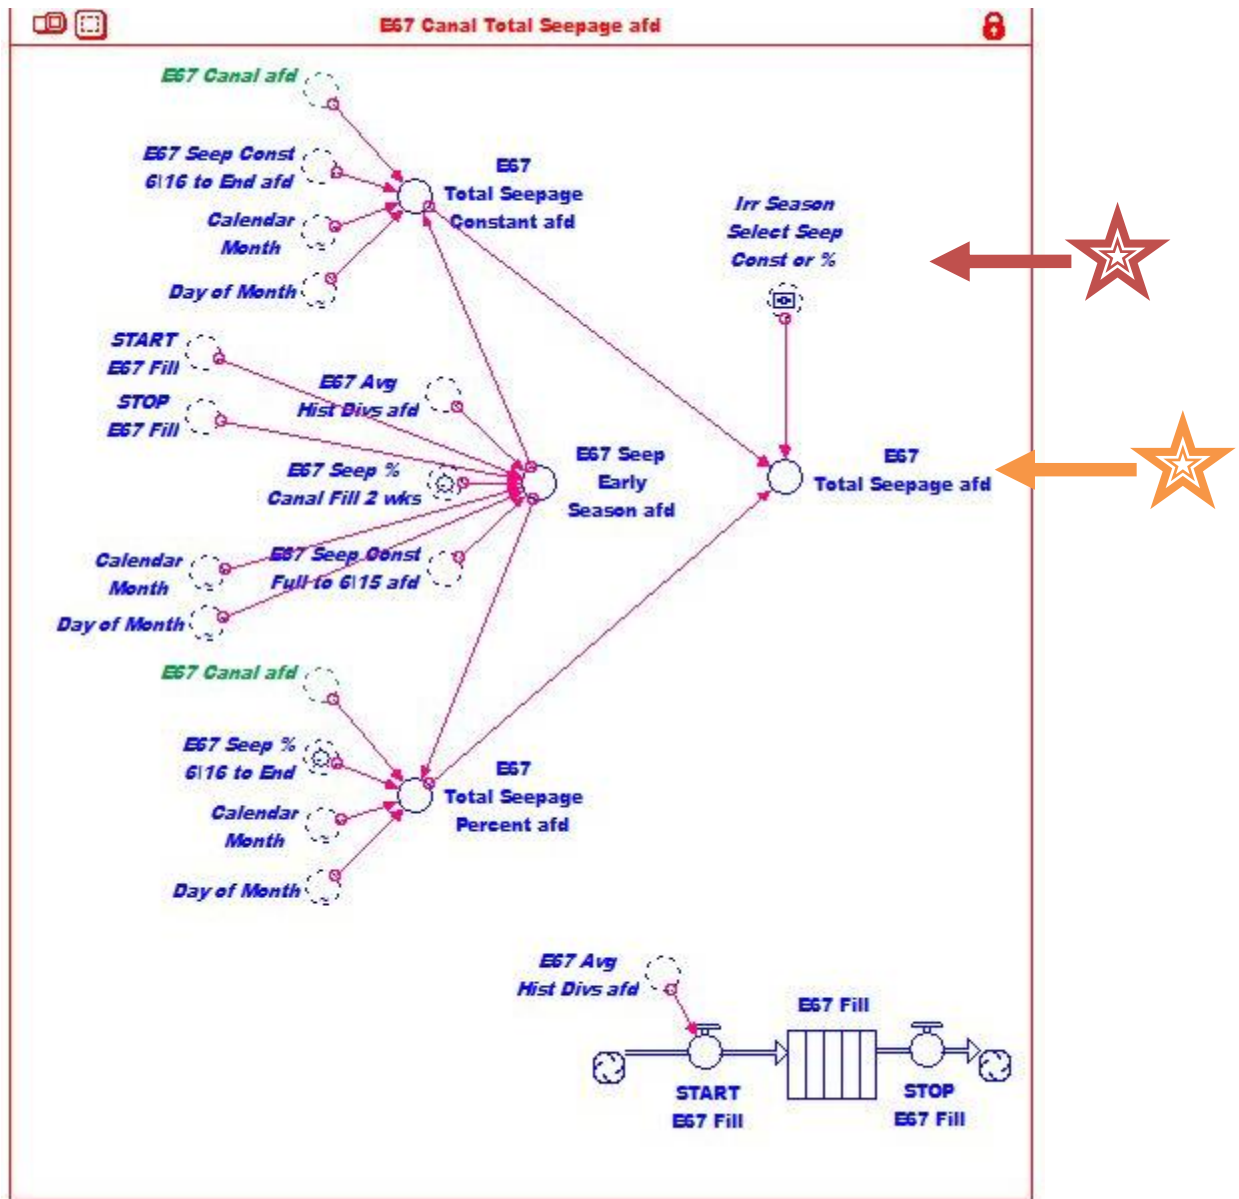 E67 Canal Total Seepage afd
E67 Canal afd
E67 Seep Const
6\16 to End afd
Calendar
Month
Day of Month
E67
Total Seepage
Constant afd
Irr Season
Select Seep
Const or %
START
E67 Fill
STOP
E67 Fill
E67 Avg
Hist Divs afd
E67 Seep %
Canal Fill 2 wks
E67 Seep
Early
Season afd
E67
Total Seepage afd
Calendar
Month
E67 Seep Const
Full to 6\15 afd
Day of Month
E67 Canal afd
E67 Seep %
6\16 to End
Calendar
Month
Day of Month
E67
Total Seepage
Percent afd
E67 Avg
Hist Divs afd
E67 Fill
START
E67 Fill
STOP
E67 Fill